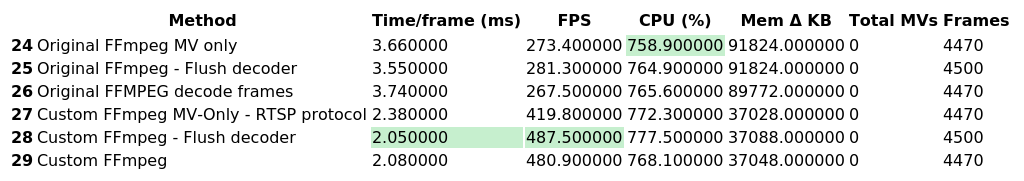 Method Time/frame (ms) FPS CPU (%) Mem Δ KB Total MVs Frames
24 Original FFmpeg MV only 3.660000 273.400000 758.900000 91824.000000 0 4470
25 Original FFmpeg - Flush decoder 3.550000 281.300000 764.900000 91824.000000 0 4500
26 Original FFMPEG decode frames 3.740000 267.500000 765.600000 89772.000000 0 4470
27 Custom FFmpeg MV-Only - RTSP protocol 2.380000 419.800000 772.300000 37028.000000 0 4470
28 Custom FFmpeg - Flush decoder 2.050000 487.500000 777.500000 37088.000000 0 4500
29 Custom FFmpeg 2.080000 480.900000 768.100000 37048.000000 0 4470